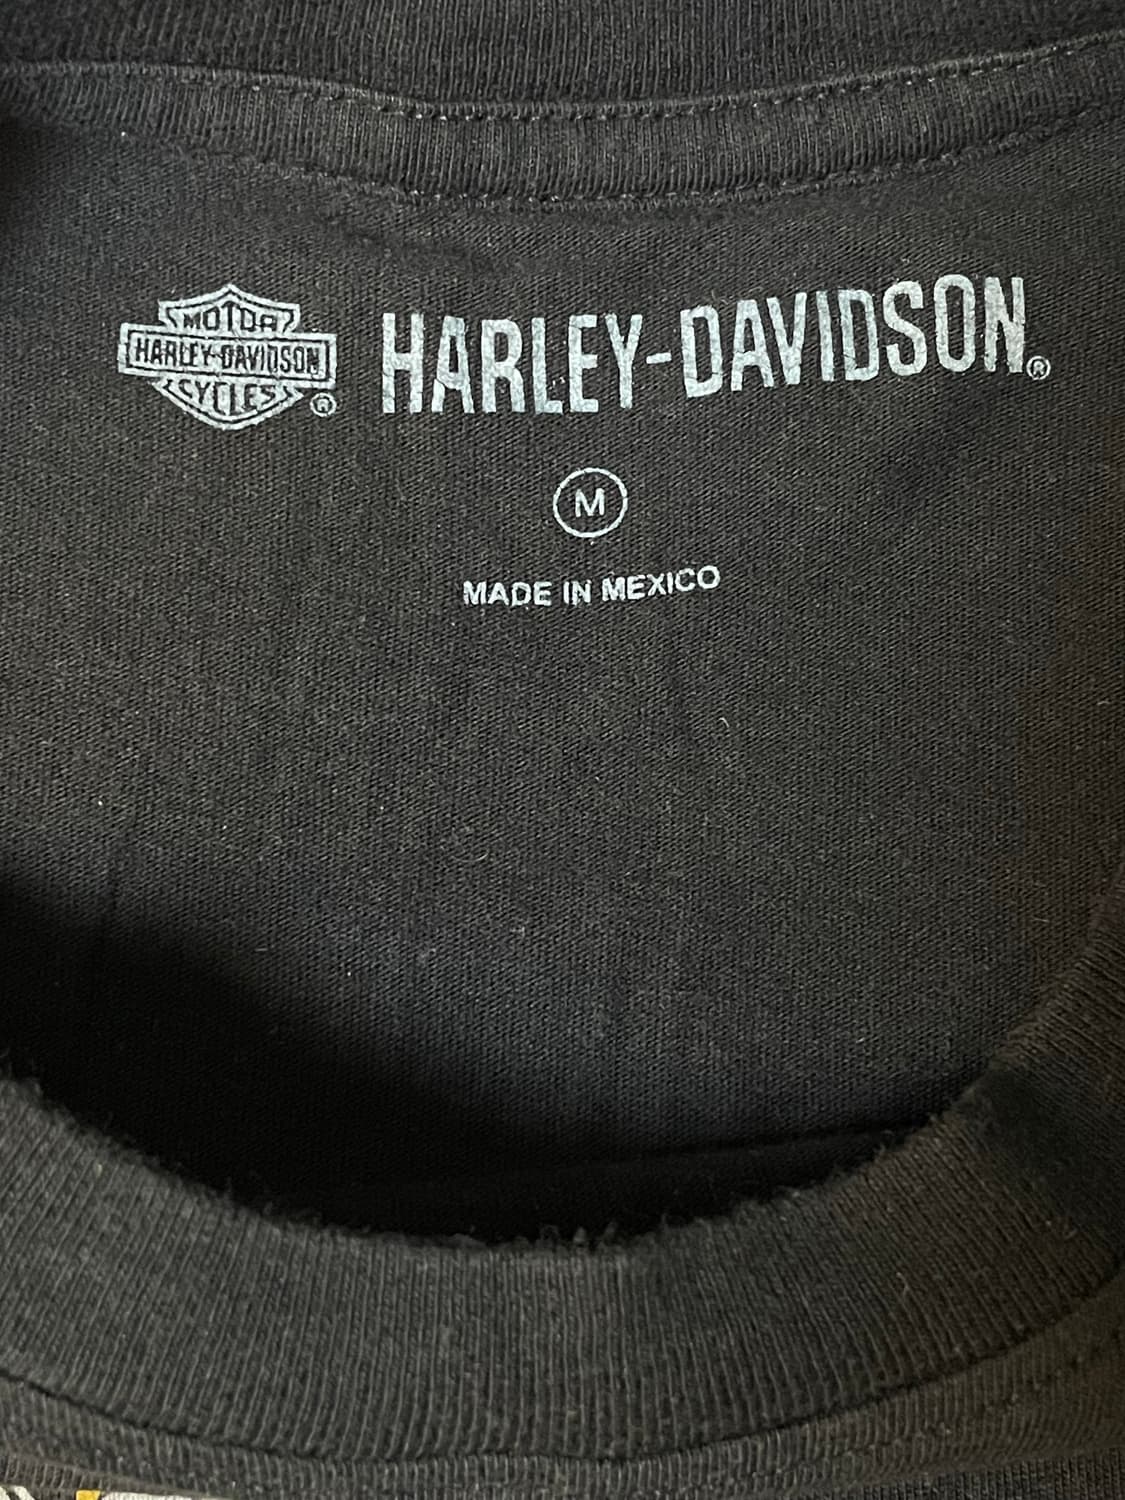 MOTOR
HARLEY-DAVIDSON
CYCLES®
HARLEY-DAVIDSON®
M
MADE IN MEXICO